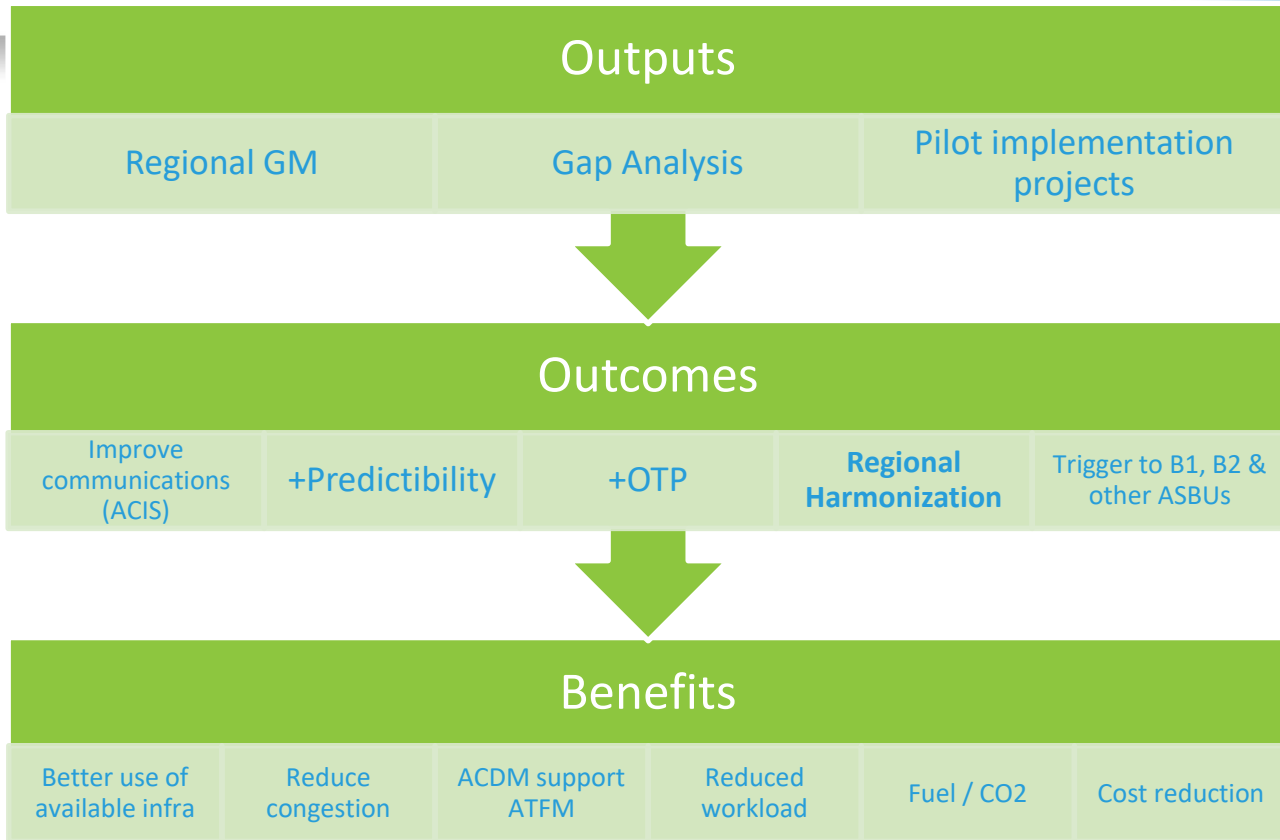 Outputs
Regional GM
Gap Analysis
Pilot implementation
projects
Outcomes
Improve
communications
(ACIS)
+Predictibility
+OTP
Regional
Harmonization
Trigger to B1, B2 &
other ASBUs
Benefits
Better use of
available infra
Reduce
congestion
ACDM support
ATFM
Reduced
workload
Fuel / CO2
Cost reduction